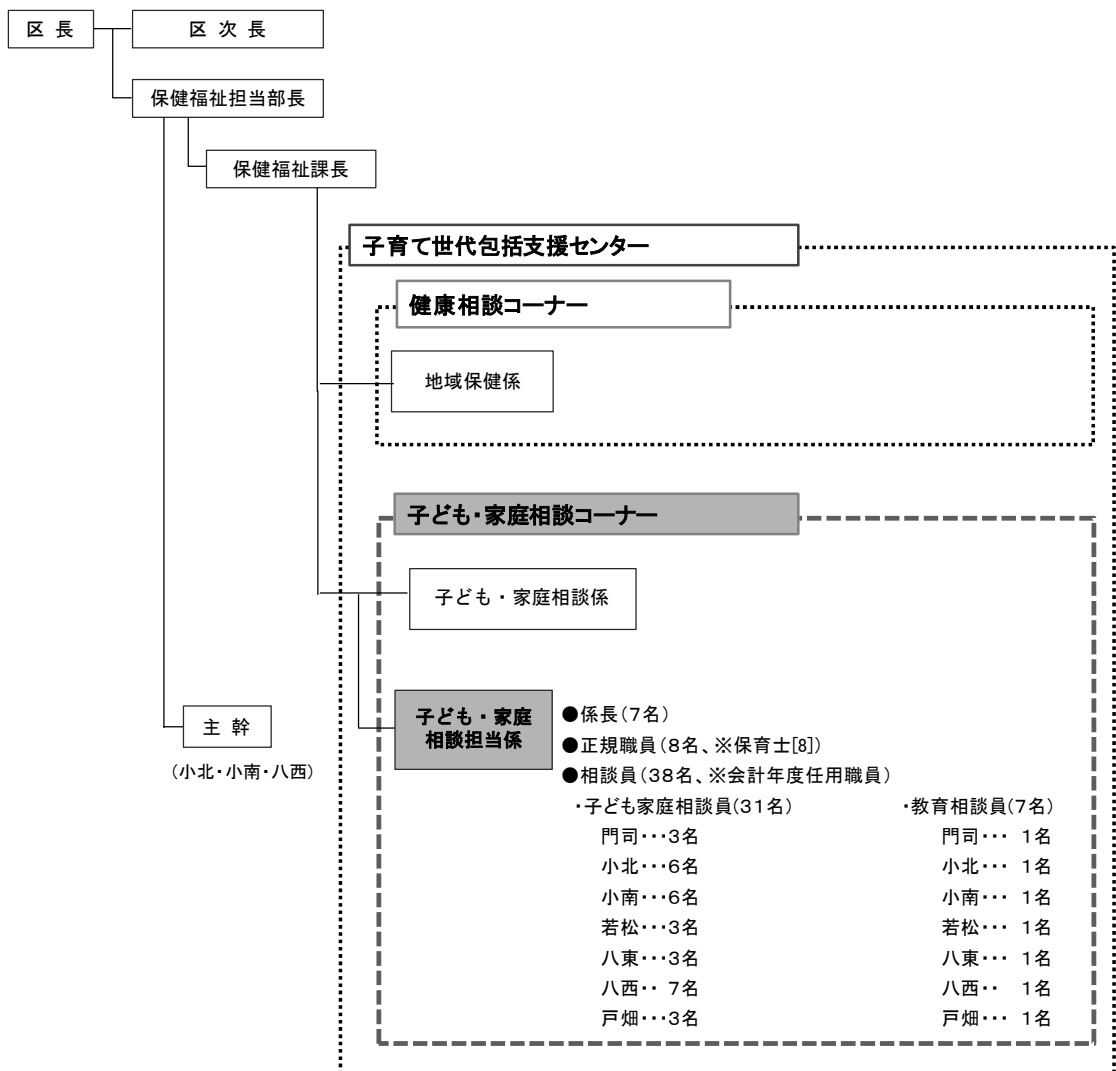 区 長
区 次 長
保健福祉担当部長
保健福祉課長
子育て世代包括支援センター
健康相談コーナー
地域保健係
子ども・家庭相談コーナー
子ども・家庭相談係
子ども・家庭
相談担当係
●係長(7名)
●正規職員(8名、※保育士[8])
●相談員(38名、※会計年度任用職員)
主 幹
(小北・小南・八西)
・子ども家庭相談員(31名)
門司・・・3名
小北・・・6名
小南・・・6名
若松・・・3名
八東・・・3名
八西・・ 7名
戸畑・・・3名
・教育相談員(7名)
門司・・・ 1名
小北・・・ 1名
小南・・・ 1名
若松・・・ 1名
八東・・・ 1名
八西・・ 1名
戸畑・・・ 1名